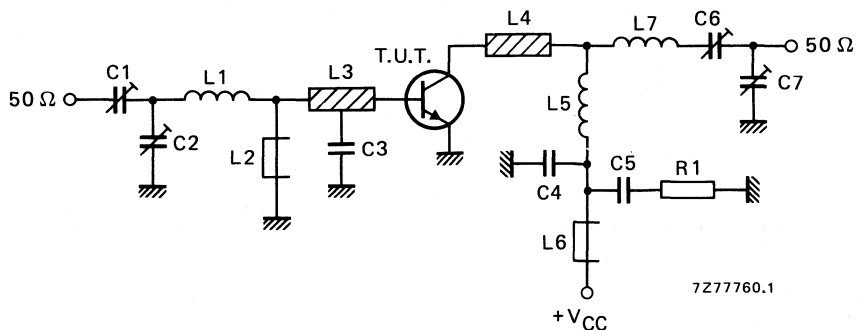 L4
L7
C6
50 Ω
T.U.T.
C1
L1
L3
50 Ω
C7
L5
C2
L2
C3
C4
C5
R1
L6
7Z77760.1
+VCC